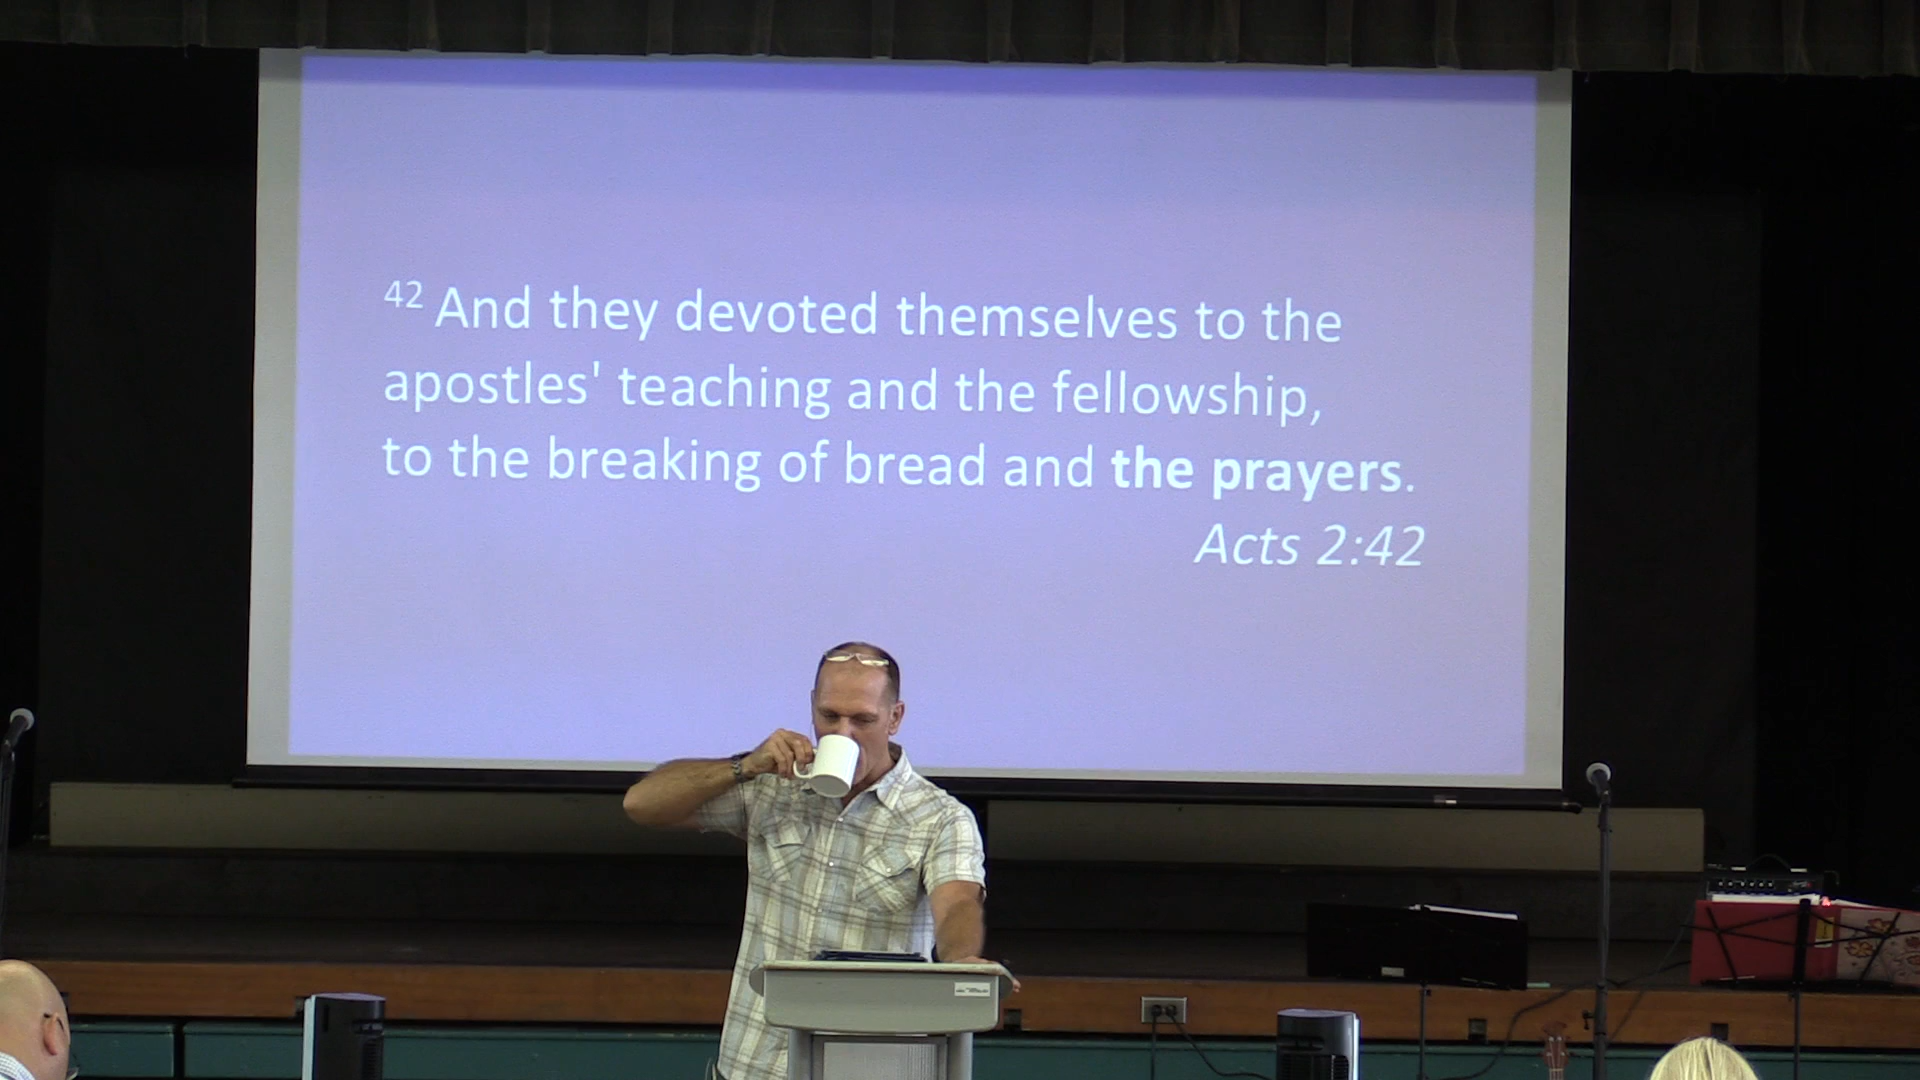 42 And they devoted themselves to the
apostles' teaching and the fellowship,
to the breaking of bread and the prayers.
Acts 2:42